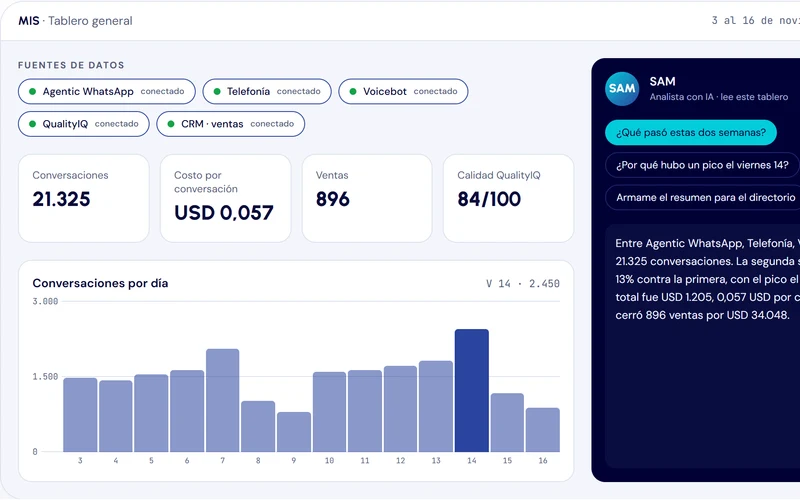 MIS · Tablero general
3 al 16 de novi
FUENTES DE DATOS
Agentic WhatsApp conectado
Telefonía conectado
Voicebot conectado
QualityIQ conectado
CRM · ventas conectado
Conversaciones
21.325
Costo por
conversación
USD 0,057
Ventas
896
Calidad QualityIQ
84/100
Conversaciones por día
V 14 · 2.450
3.000
1.500
0
3 4 5 6 7 8 9 10 11 12 13 14 15 16
SAM
SAM
Analista con IA · lee este tablero
¿Qué pasó estas dos semanas?
¿Por qué hubo un pico el viernes 14?
Armame el resumen para el directorio
Entre Agentic WhatsApp, Telefonía, V
21.325 conversaciones. La segunda s
13% contra la primera, con el pico el
total fue USD 1.205, 0,057 USD por c
cerró 896 ventas por USD 34.048.